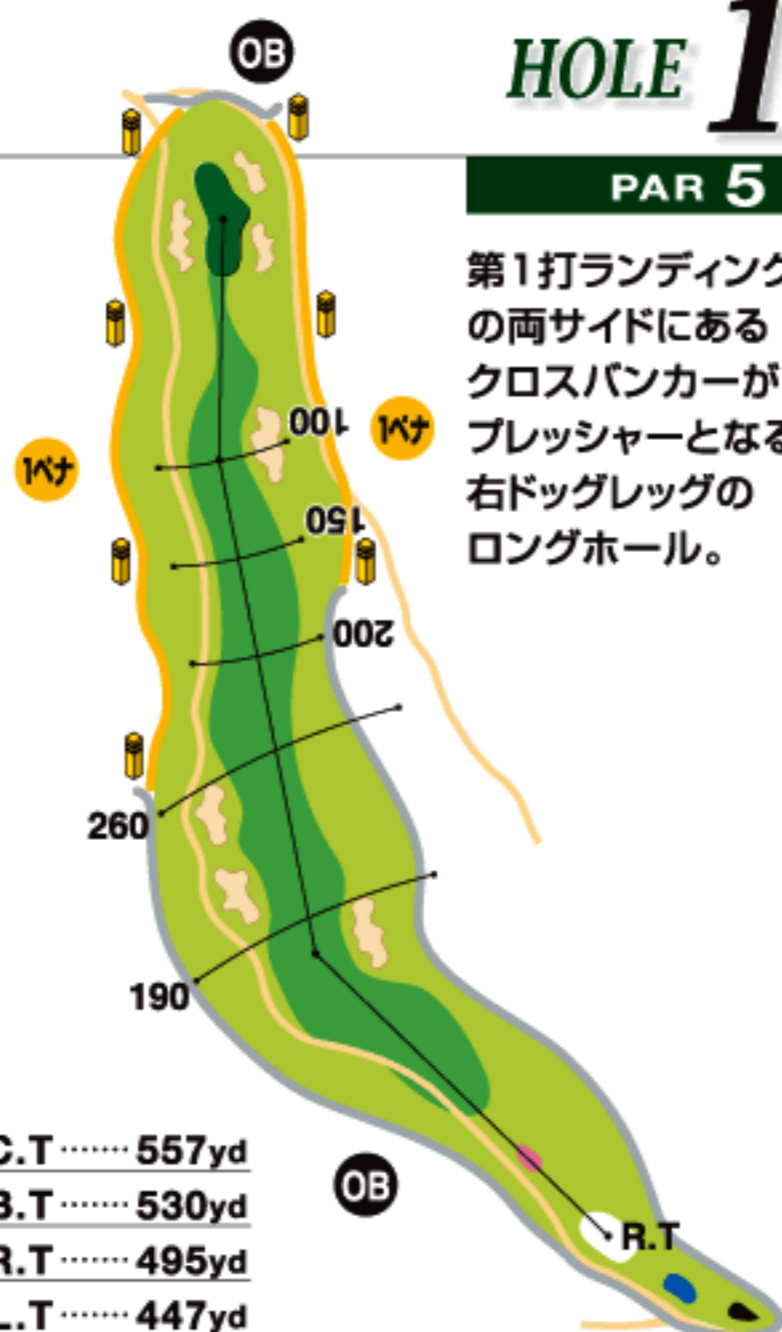 OB
HOLE 1
PAR 5
第1打ランディング
の両サイドにある
クロスバンカーが
プレッシャーとなる
右ドッグレッグの
ロングホール。
100
1ペナ
1ペナ
150
200
260
190
OB
R.T
C.T ······· 557yd
B.T ······· 530yd
R.T ······· 495yd
L.T ······· 447yd